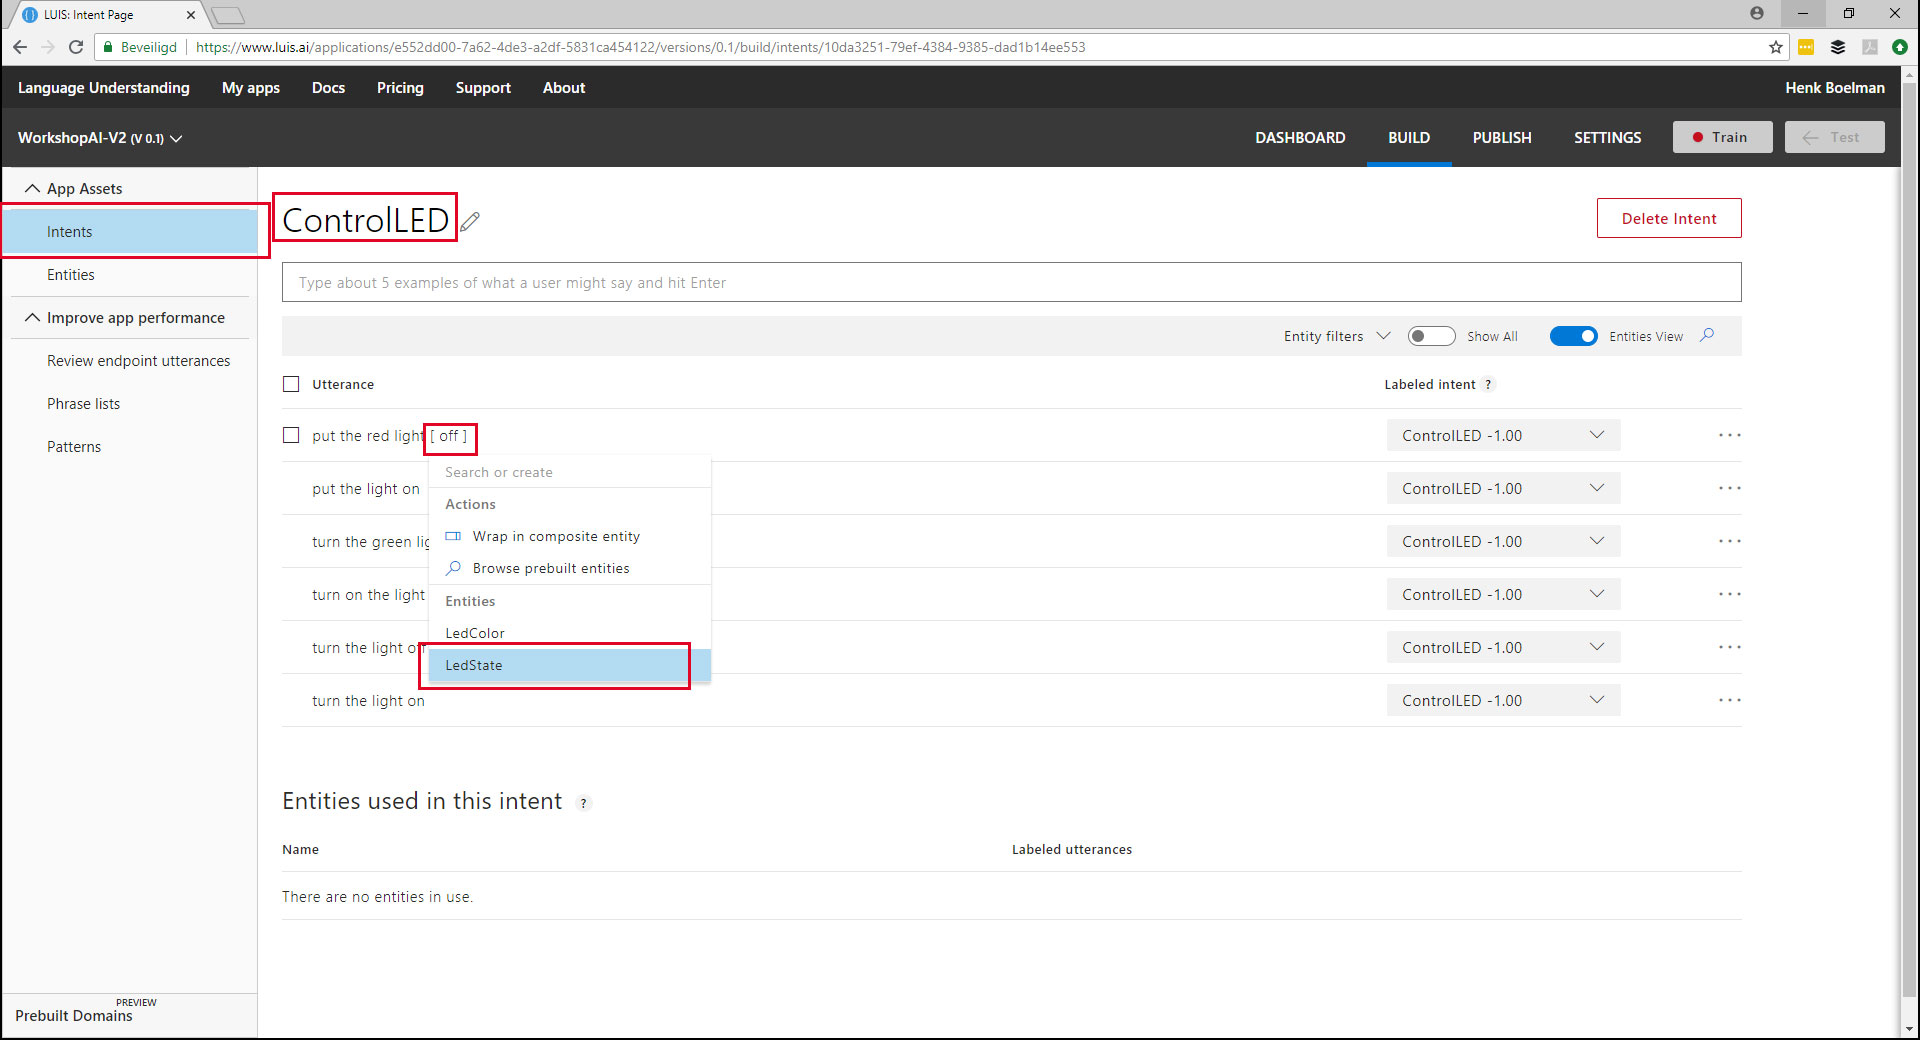 LUIS: Intent Page
Beveiligd https://www.luis.ai/applications/e552dd00-7a62-4de3-a2df-5831ca454122/versions/0.1/build/intents/10da3251-79ef-4384-9385-dad1b14ee553
Language Understanding My apps Docs Pricing Support About Henk Boelman
WorkshopAI-V2 (V 0.1) DASHBOARD BUILD PUBLISH SETTINGS Train Test
App Assets
Intents
Entities
Improve app performance
Review endpoint utterances
Phrase lists
Patterns
PREVIEW
Prebuilt Domains
ControlLED
Delete Intent
Type about 5 examples of what a user might say and hit Enter
Entity filters Show All Entities View
Utterance Labeled intent ?
put the red light [ off ] ControlLED -1.00 ...
put the light on ControlLED -1.00 ...
turn the green lig ControlLED -1.00 ...
turn on the light ControlLED -1.00 ...
turn the light off ControlLED -1.00 ...
turn the light on ControlLED -1.00 ...
Search or create
Actions
Wrap in composite entity
Browse prebuilt entities
Entities
LedColor
LedState
Entities used in this intent ?
Name Labeled utterances
There are no entities in use.